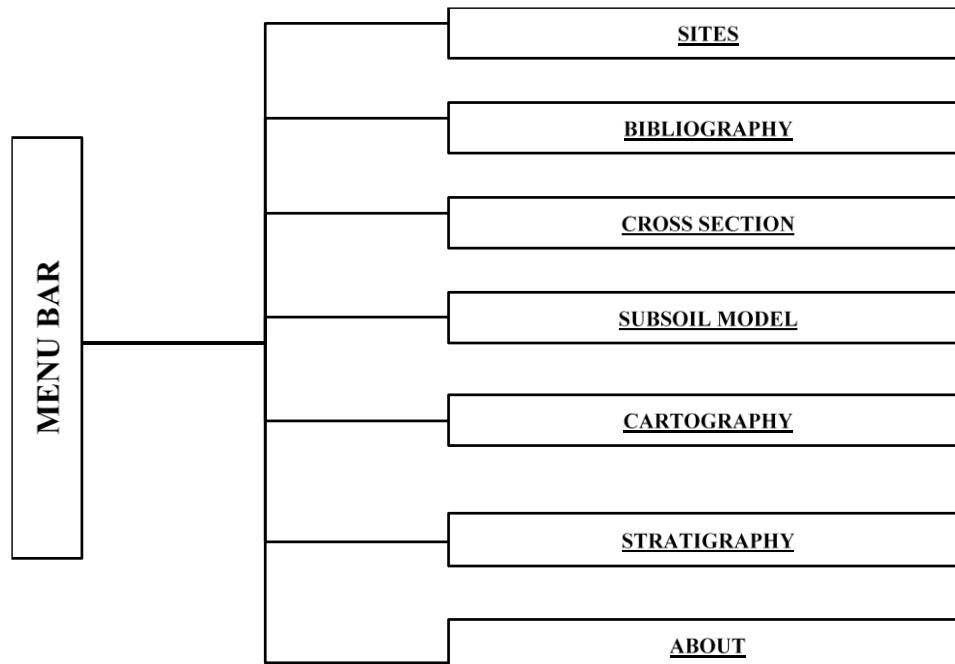 MENU BAR
SITES
BIBLIOGRAPHY
CROSS SECTION
SUBSOIL MODEL
CARTOGRAPHY
STRATIGRAPHY
ABOUT